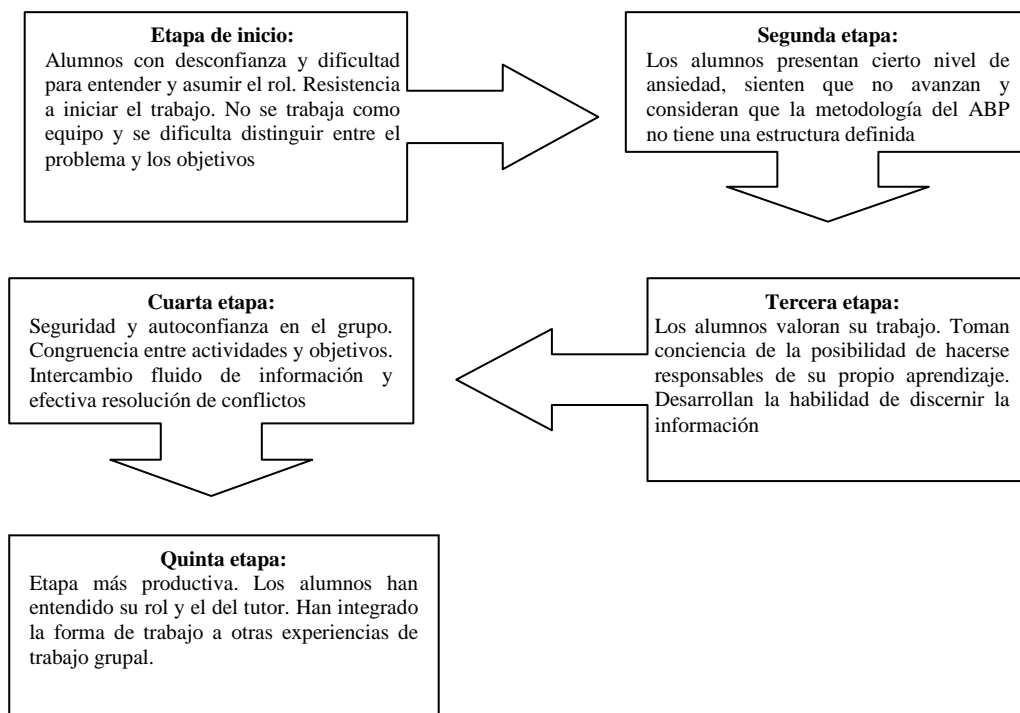 Etapa de inicio:
Alumnos con desconfianza y dificultad
para entender y asumir el rol. Resistencia
a iniciar el trabajo. No se trabaja como
equipo y se dificulta distinguir entre el
problema y los objetivos
Segunda etapa:
Los alumnos presentan cierto nivel de
ansiedad, sienten que no avanzan y
consideran que la metodología del ABP
no tiene una estructura definida
Tercera etapa:
Los alumnos valoran su trabajo. Toman
conciencia de la posibilidad de hacerse
responsables de su propio aprendizaje.
Desarrollan la habilidad de discernir la
información
Cuarta etapa:
Seguridad y autoconfianza en el grupo.
Congruencia entre actividades y objetivos.
Intercambio fluido de información y
efectiva resolución de conflictos
Quinta etapa:
Etapa más productiva. Los alumnos han
entendido su rol y el del tutor. Han integrado
la forma de trabajo a otras experiencias de
trabajo grupal.